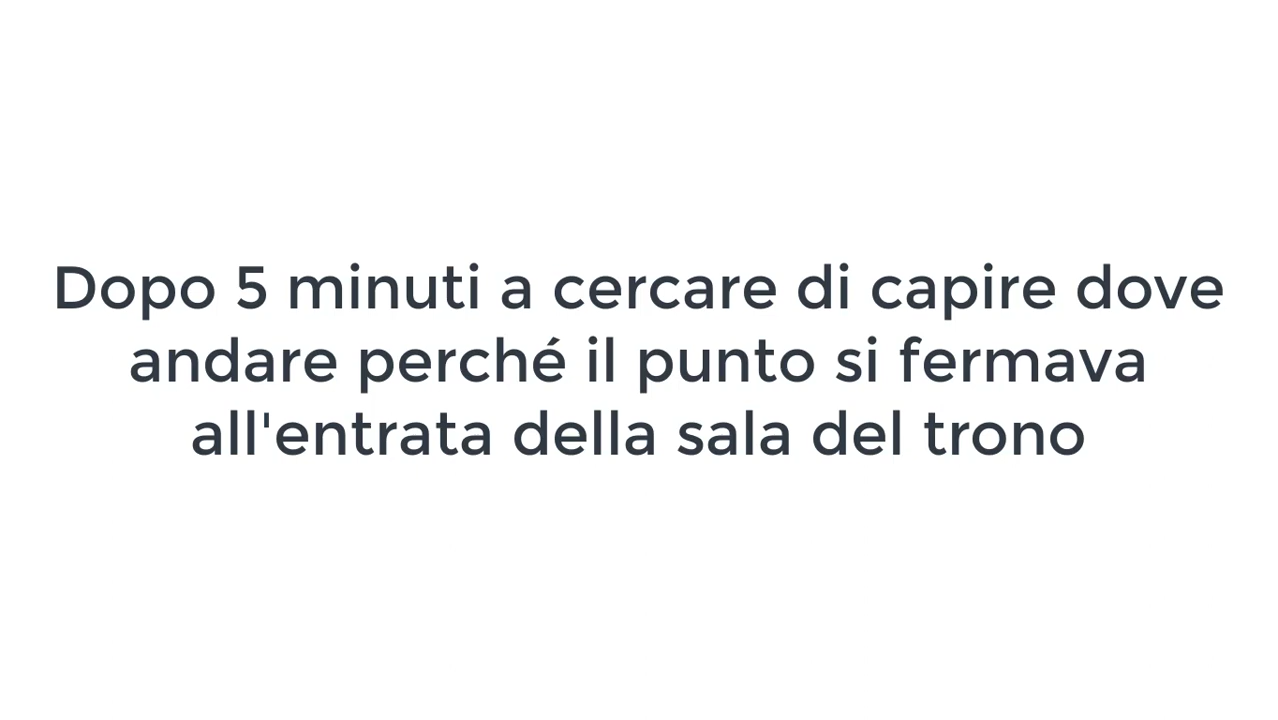 Dopo 5 minuti a cercare di capire dove
andare perché il punto si fermava
all'entrata della sala del trono